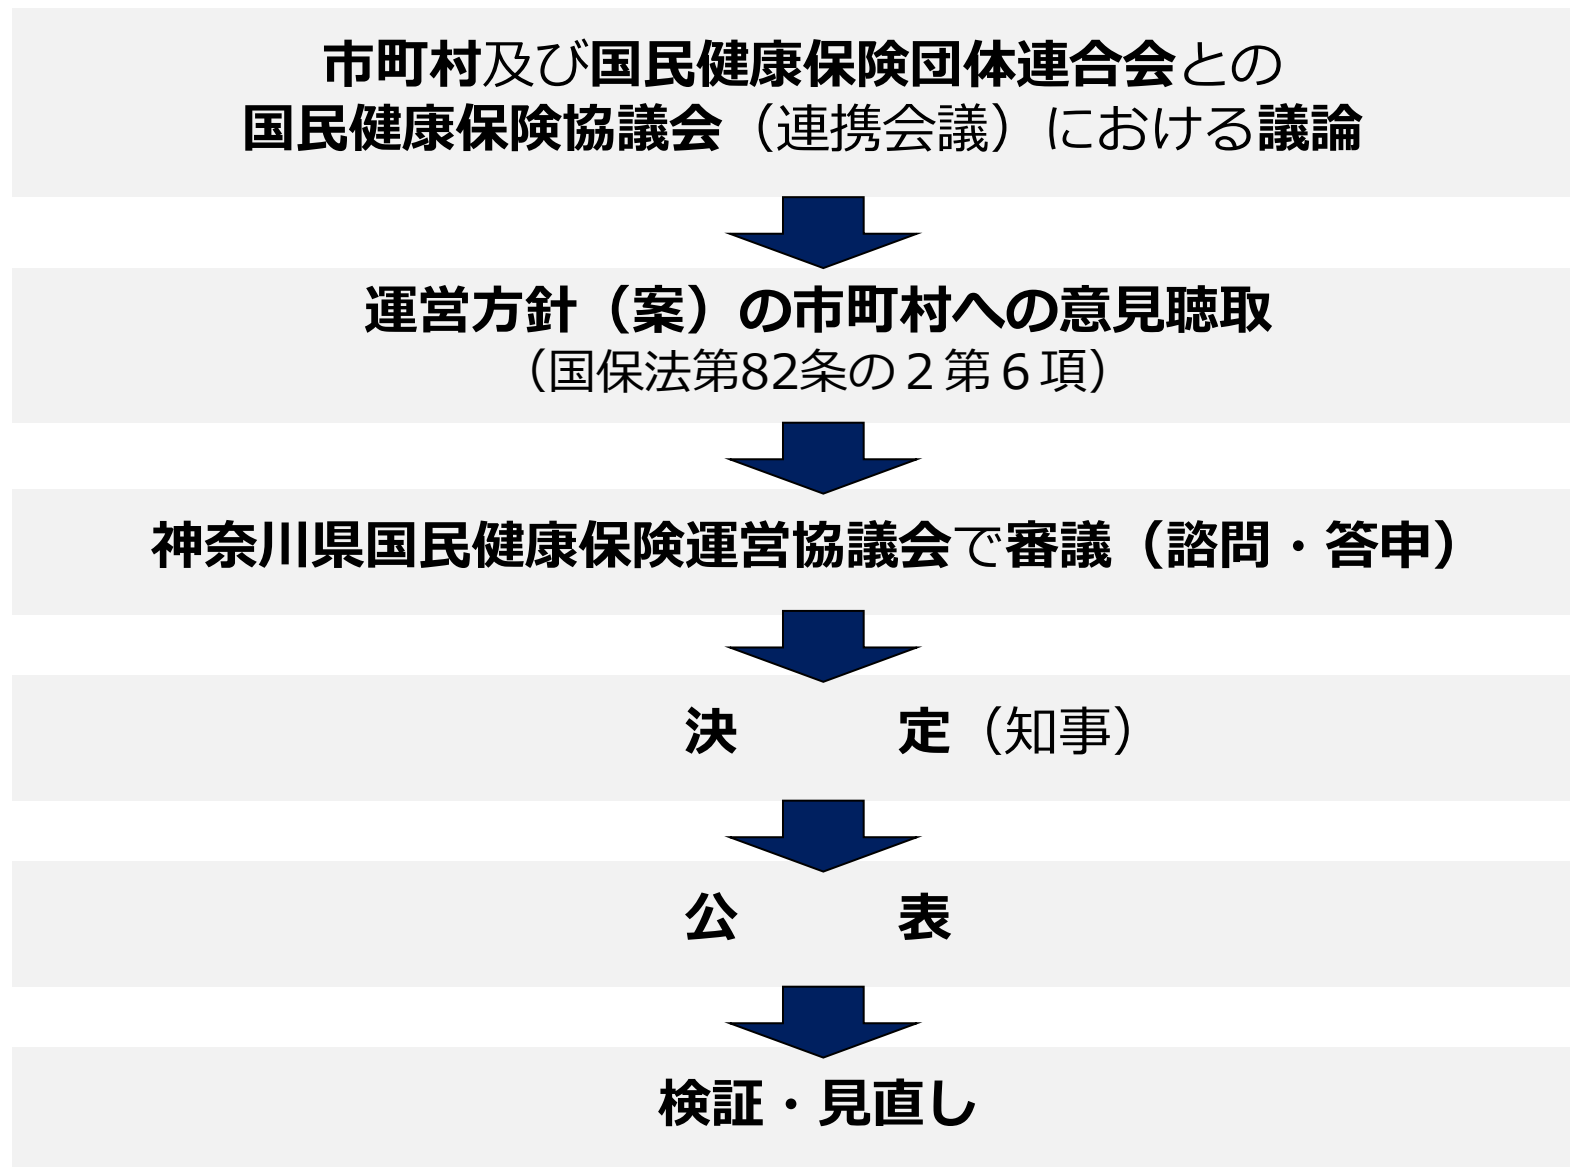 市町村及び国民健康保険団体連合会との
国民健康保険協議会（連携会議）における議論
運営方針（案）の市町村への意見聴取
（国保法第82条の２第６項）
神奈川県国民健康保険運営協議会で審議（諮問・答申）
決　　　定（知事）
公　　　表
検証・見直し